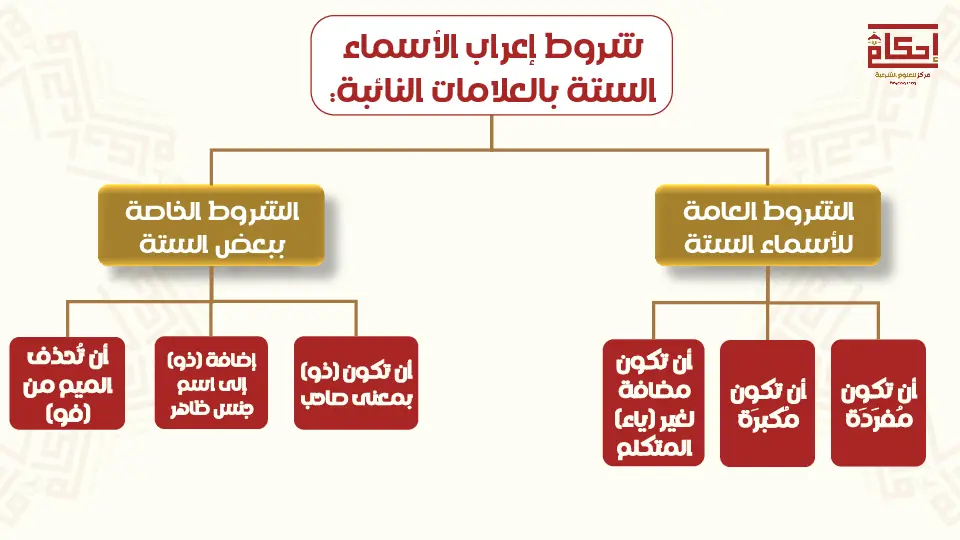 إحكام
مركز للعلوم الشرعية
شروط إعراب الأسماء
الستة بالعلامات النائبة:
الشروط العامة
للأسماء الستة
أن تكون
مُفرَدَة
أن تكون
مُكبرَة
أن تكون
مضافة
لغير (ياء)
المتكلم
الشروط الخاصة
ببعض الستة
أن تكون (ذو)
بمعنى صاحب
إضافة (ذو)
إلى اسم
جنس ظاهر
أن تُحذف
الميم من
(فو)